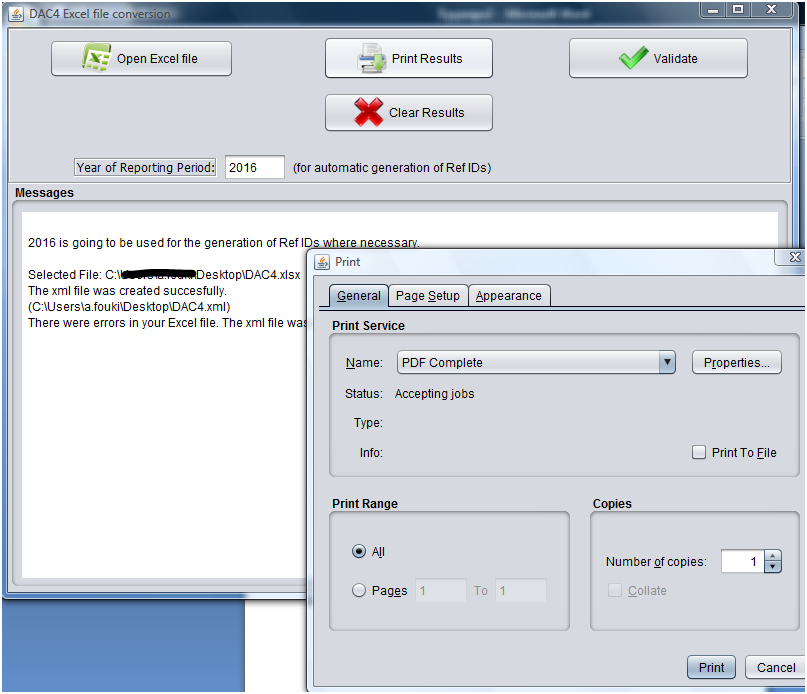 DAC4 Excel file conversion
Open Excel file
Print Results
Validate
Clear Results
Year of Reporting Period:
2016
(for automatic generation of Ref IDs)
Messages
2016 is going to be used for the generation of Ref IDs where necessary.
Selected File: C:\ Desktop\DAC4.xlsx
The xml file was created succesfully.
(C:\Users\a.fouki\Desktop\DAC4.xml)
There were errors in your Excel file. The xml file was
Print
General
Page Setup
Appearance
Print Service
Name:
PDF Complete
Properties...
Status:
Accepting jobs
Type:
Info:
Print To File
Print Range
Copies
All
Number of copies:
1
Pages
1
To
1
Collate
Print
Cancel